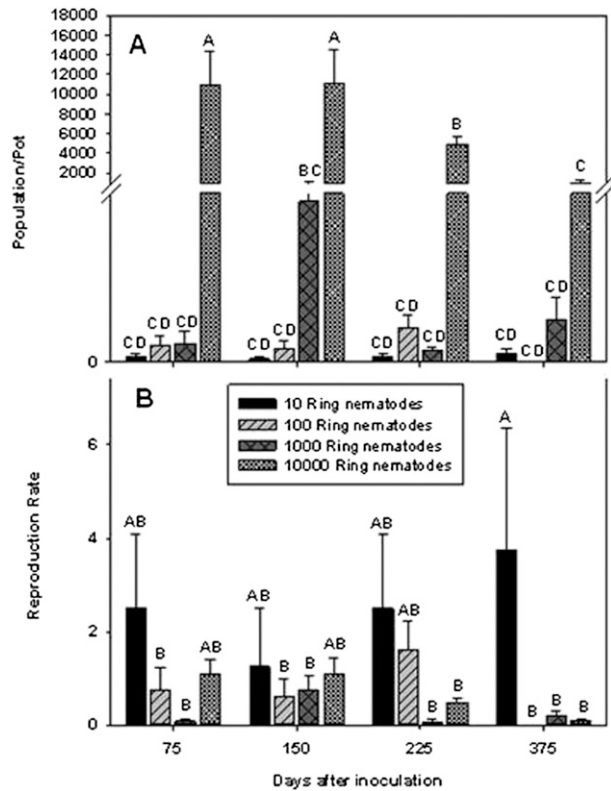 18000
16000
14000
12000
10000
8000
6000
4000
2000
0
Population/Pot
A
A
A
B
C
BC
CD
CD
CD
CD
CD
CD
CD
CD
CD
CD
CD
B
6
4
2
0
Reproduction Rate
10 Ring nematodes
100 Ring nematodes
1000 Ring nematodes
10000 Ring nematodes
AB
B
B
AB
AB
B
B
AB
AB
AB
B
B
A
B
B
B
75
150
225
375
Days after inoculation